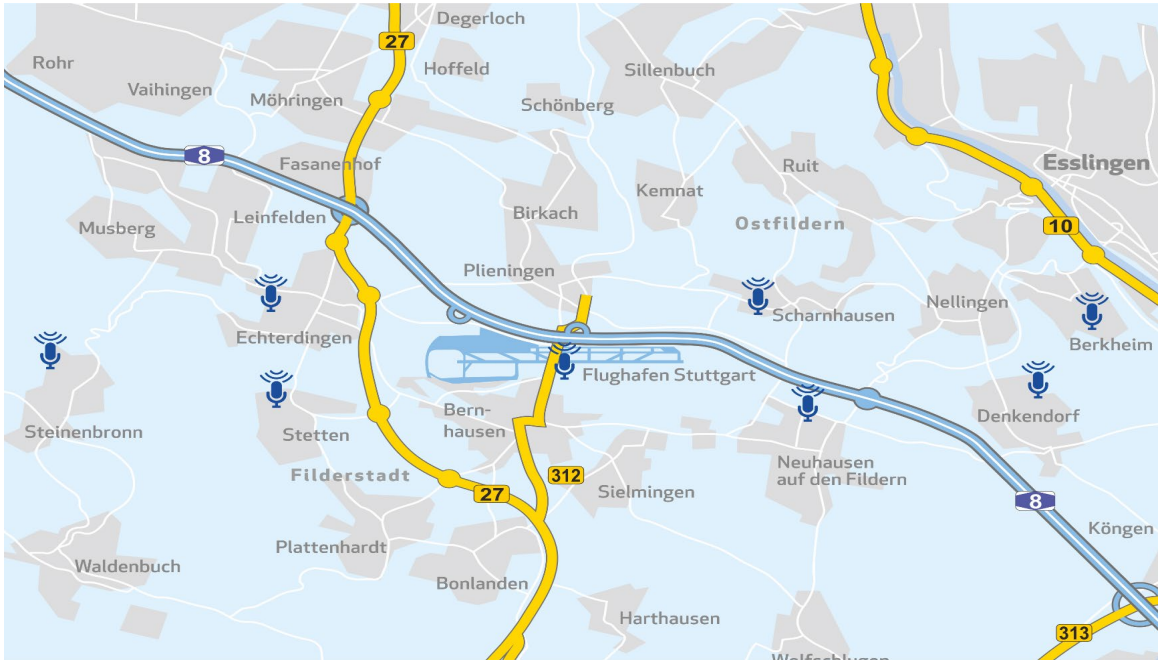 Degerloch
27
Rohr
Hoffeld
Sillenbuch
Vaihingen
Möhringen
Schönberg
8
Fasanenhof
Ruit
Esslingen
Kemnat
Musberg
Leinfelden
Birkach
Ostfildern
10
Plieningen
Nellingen
Scharnhausen
Echterdingen
Berkheim
Flughafen Stuttgart
Steinenbronn
Stetten
Bern-
hausen
Denkendorf
Neuhausen
auf den Fildern
Filderstadt
27
312
Sielmingen
8
Köngen
Plattenhardt
Waldenbuch
Bonlanden
Harthausen
313
Wolfschlugen